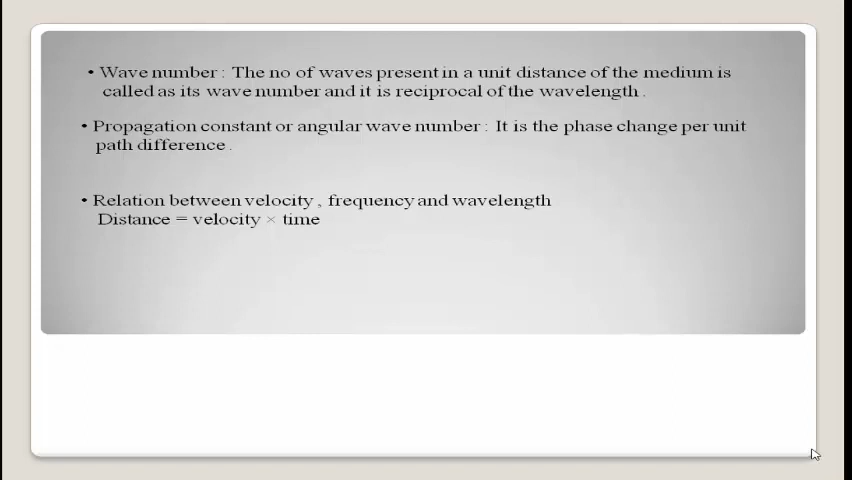 • Wave number : The no of waves present in a unit distance of the medium is
called as its wave number and it is reciprocal of the wavelength .
• Propagation constant or angular wave number : It is the phase change per unit
path difference .
• Relation between velocity , frequency and wavelength
Distance = velocity × time